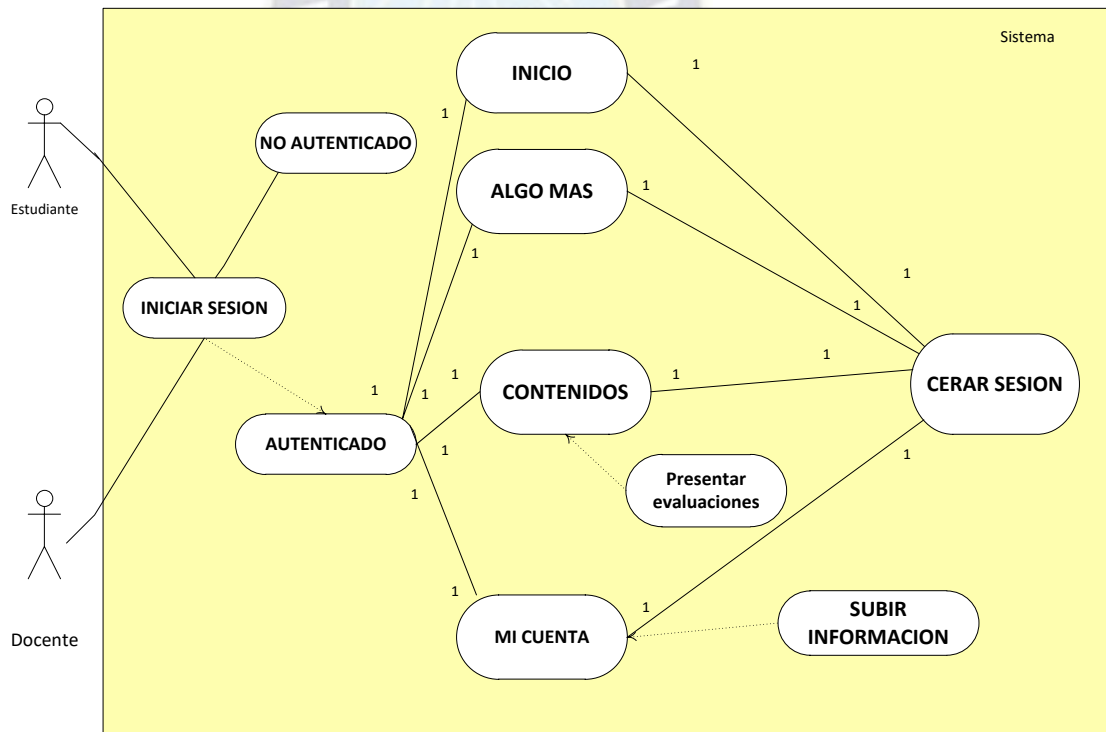 Sistema
INICIO
1
1
NO AUTENTICADO
ALGO MAS
1
Estudiante
1
1
INICIAR SESION
1
1
1
1
1
1
1
CONTENIDOS
CERAR SESION
AUTENTICADO
1
1
1
Presentar
evaluaciones
1
1
SUBIR
INFORMACION
MI CUENTA
Docente